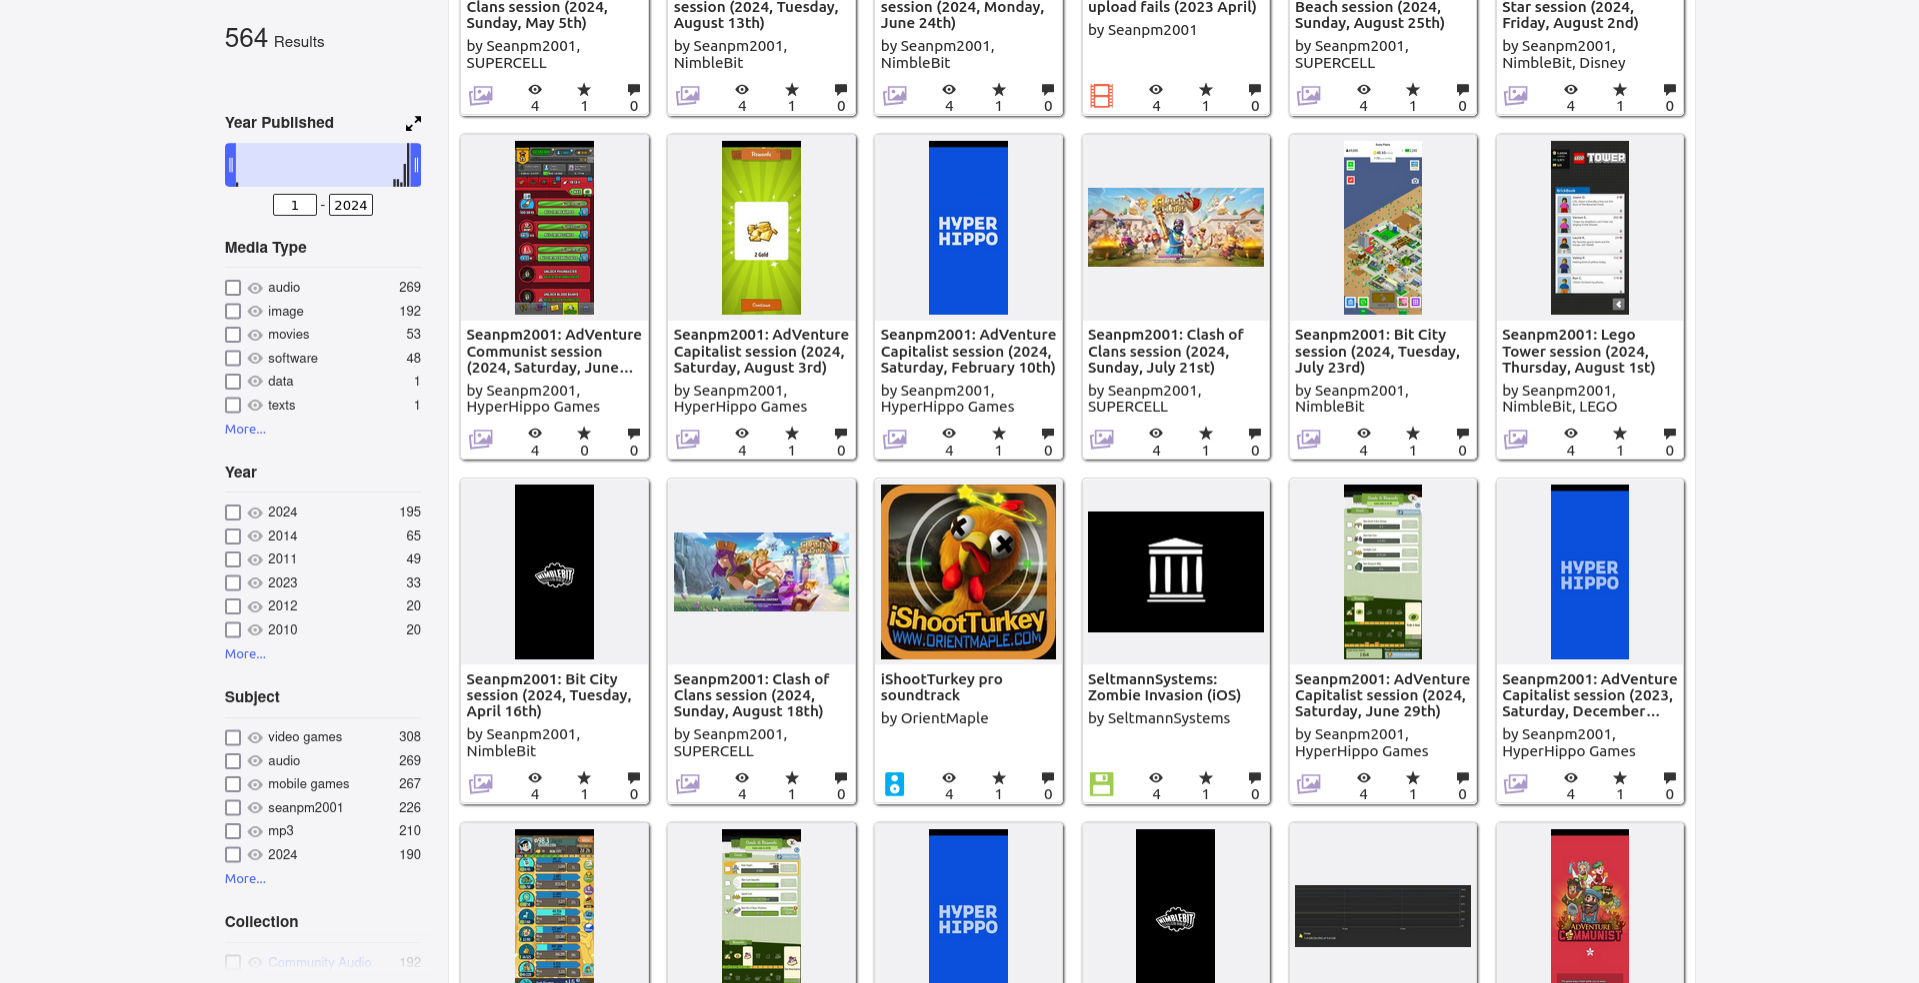 564 Results
Year Published
1 - 2024
Media Type
audio 269
image 192
movies 53
software 48
data 1
texts 1
More...
Year
2024 195
2014 65
2011 49
2023 33
2012 20
2010 20
More...
Subject
video games 308
audio 269
mobile games 267
seanpm2001 226
mp3 210
2024 190
More...
Collection
Community Audio 192
Clans session (2024,
Sunday, May 5th)
by Seanpm2001,
SUPERCELL
4 1 0
session (2024, Tuesday,
August 13th)
by Seanpm2001,
NimbleBit
4 1 0
session (2024, Monday,
June 24th)
by Seanpm2001,
NimbleBit
4 1 0
upload fails (2023 April)
by Seanpm2001
4 1 0
Beach session (2024,
Sunday, August 25th)
by Seanpm2001,
SUPERCELL
4 1 0
Star session (2024,
Friday, August 2nd)
by Seanpm2001,
NimbleBit, Disney
4 1 0
Seanpm2001: AdVenture
Communist session
(2024, Saturday, June...
by Seanpm2001,
HyperHippo Games
4 0 0
Rewards
2 Gold
Continue
Seanpm2001: AdVenture
Capitalist session (2024,
Saturday, August 3rd)
by Seanpm2001,
HyperHippo Games
4 1 0
HYPER
HIPPO
Seanpm2001: AdVenture
Capitalist session (2024,
Saturday, February 10th)
by Seanpm2001,
HyperHippo Games
4 1 0
Seanpm2001: Clash of
Clans session (2024,
Sunday, July 21st)
by Seanpm2001,
SUPERCELL
4 1 0
Seanpm2001: Bit City
session (2024, Tuesday,
July 23rd)
by Seanpm2001,
NimbleBit
4 1 0
LEGO TOWER
BrickBook
Seanpm2001: Lego
Tower session (2024,
Thursday, August 1st)
by Seanpm2001,
NimbleBit, LEGO
4 1 0
NIMBLEBIT
Seanpm2001: Bit City
session (2024, Tuesday,
April 16th)
by Seanpm2001,
NimbleBit
4 1 0
Seanpm2001: Clash of
Clans session (2024,
Sunday, August 18th)
by Seanpm2001,
SUPERCELL
4 1 0
iShootTurkey
WWW.ORIENTMAPLE.COM
iShootTurkey pro
soundtrack
by OrientMaple
4 1 0
SeltmannSystems:
Zombie Invasion (iOS)
by SeltmannSystems
4 1 0
Seanpm2001: AdVenture
Capitalist session (2024,
Saturday, June 29th)
by Seanpm2001,
HyperHippo Games
4 1 0
HYPER
HIPPO
Seanpm2001: AdVenture
Capitalist session (2023,
Saturday, December...
by Seanpm2001,
HyperHippo Games
4 1 0
HYPER
HIPPO
NIMBLEBIT
ADVENTURE
COMMUNIST